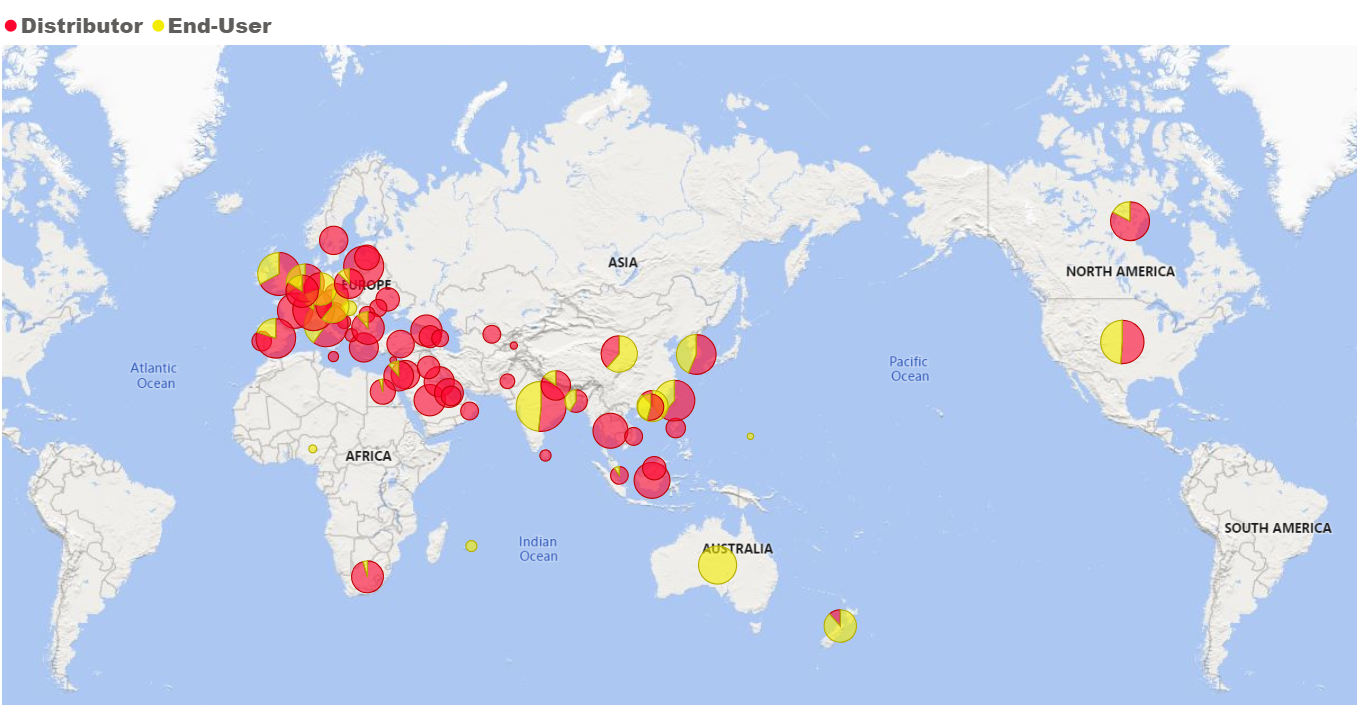 Distributor End-User
ASIA
NORTH AMERICA
EUROPE
Atlantic
Ocean
Pacific
Ocean
AFRICA
SOUTH AMERICA
Indian
Ocean
AUSTRALIA